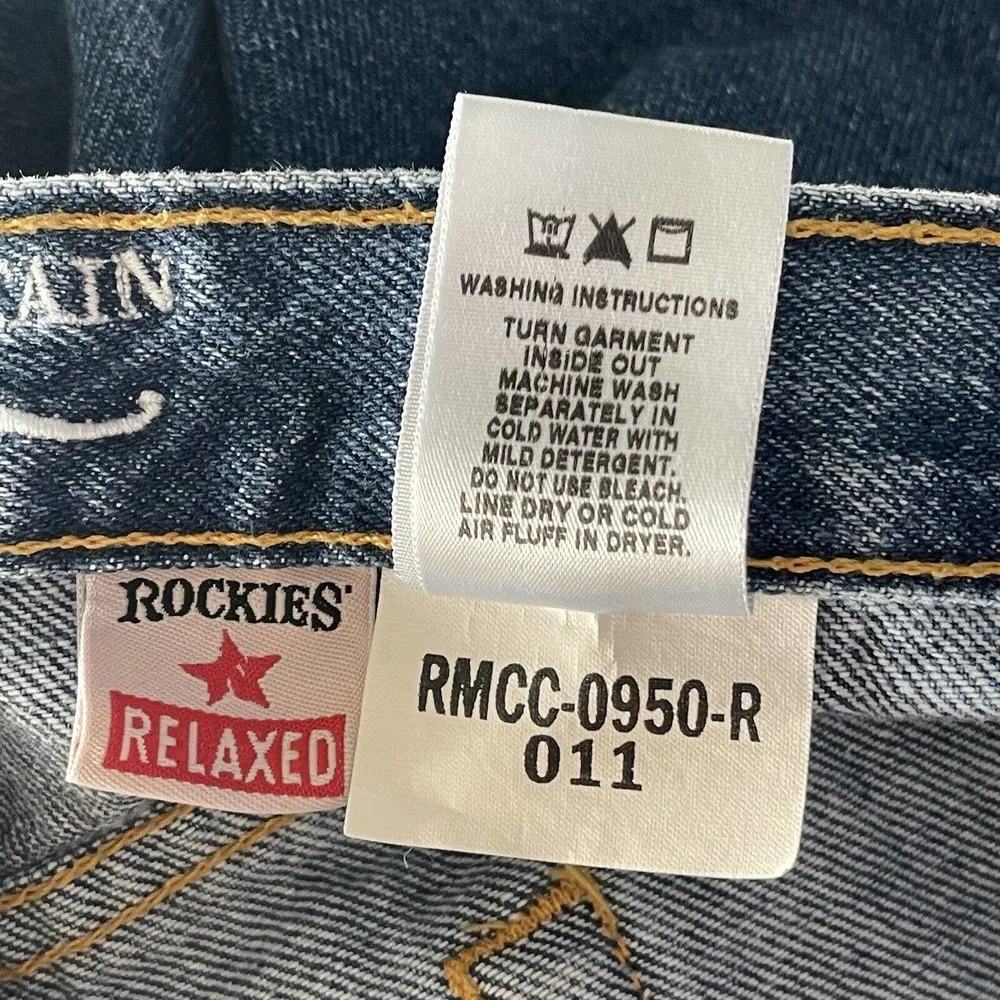 WASHING INSTRUCTIONS
TURN GARMENT
INSIDE OUT
MACHINE WASH
SEPARATELY IN
COLD WATER WITH
MILD DETERGENT.
DO NOT USE BLEACH.
LINE DRY OR COLD
AIR FLUFF IN DRYER.
TAIN
ROCKIES
RELAXED
RMCC-0950-R
011